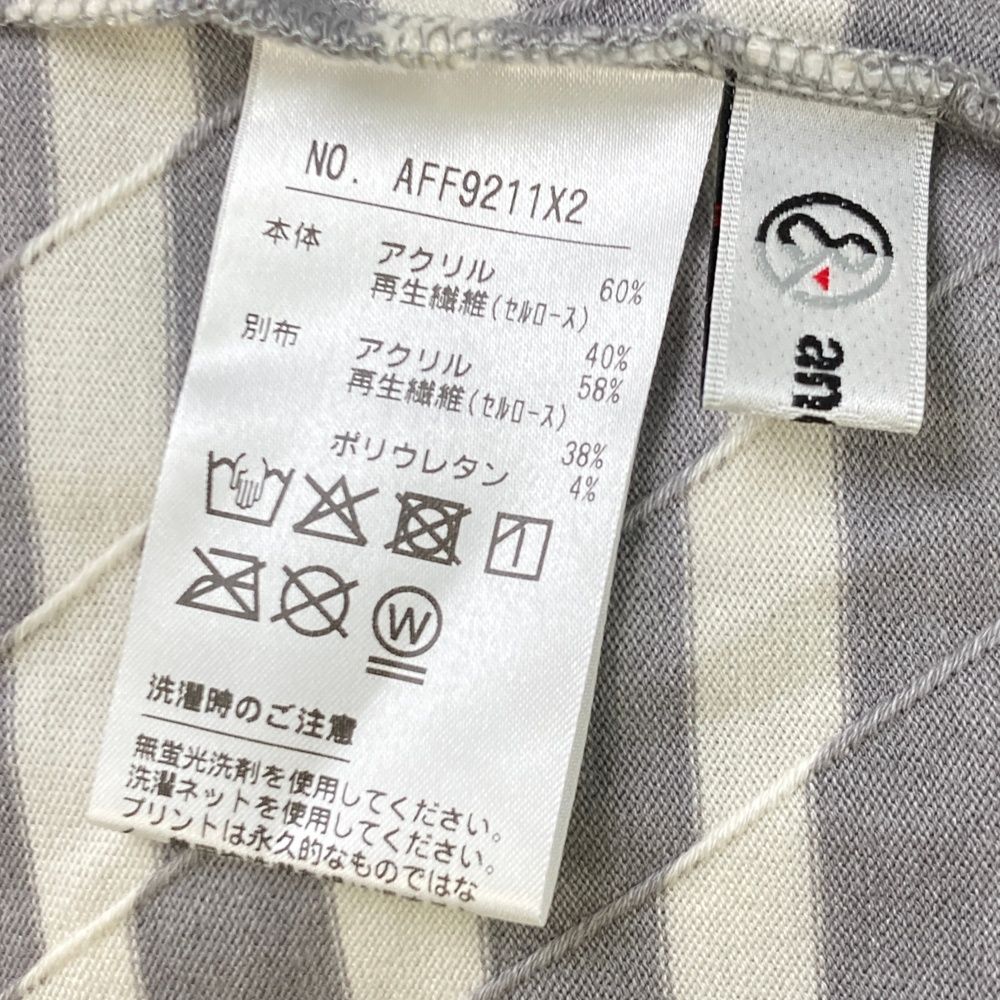 NO. AFF9211X2
本体
アクリル 60%
再生繊維(セルロース)
40%
別布
アクリル 58%
再生繊維(セルロース)
38%
ポリウレタン 4%
W
洗濯時のご注意
無蛍光洗剤を使用してください。
洗濯ネットを使用してください。
プリントは永久的なものではな
an